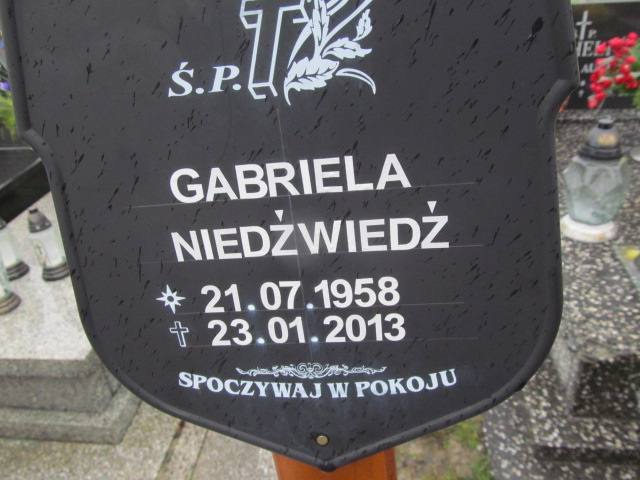 Ś.P.
GABRIELA
NIEDŹWIEDŹ
21.07.1958
23.01.2013
SPOCZYWAJ W POKOJU